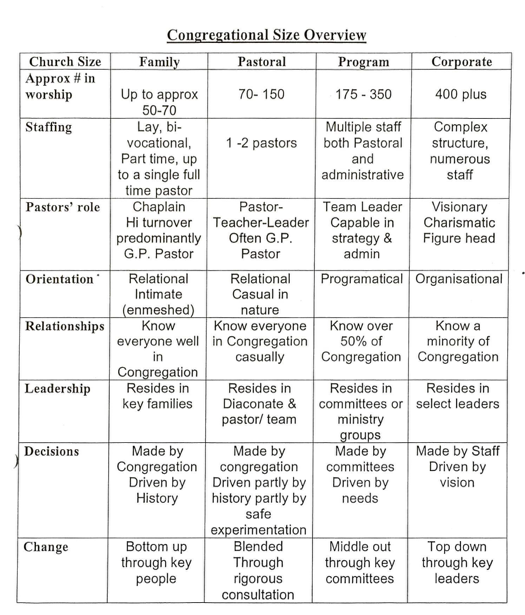 Congregational Size Overview
Church Size Family Pastoral Program Corporate
Approx # in
worship Up to approx
50-70 70- 150 175 - 350 400 plus
Staffing Lay, bi-
vocational,
Part time, up
to a single full
time pastor
1 -2 pastors
Multiple staff
both Pastoral
and
administrative
Complex
structure,
numerous
staff
Pastors' role Chaplain
Hi turnover
predominantly
G.P. Pastor
Pastor-
Teacher-Leader
Often G.P.
Pastor
Team Leader
Capable in
strategy &
admin
Visionary
Charismatic
Figure head
Orientation Relational
Intimate
(enmeshed)
Relational
Casual in
nature
Programatical
Organisational
Relationships Know
everyone well
in
Congregation
Know everyone
in Congregation
casually
Know over
50% of
Congregation
Know a
minority of
Congregation
Leadership Resides in
key families
Resides in
Diaconate &
pastor/ team
Resides in
committees or
ministry
groups
Resides in
select leaders
Decisions Made by
Congregation
Driven by
History
Made by
congregation
Driven partly by
history partly by
safe
experimentation
Made by
committees
Driven by
needs
Made by Staff
Driven by
vision
Change Bottom up
through key
people
Blended
Through
rigorous
consultation
Middle out
through key
committees
Top down
through key
leaders